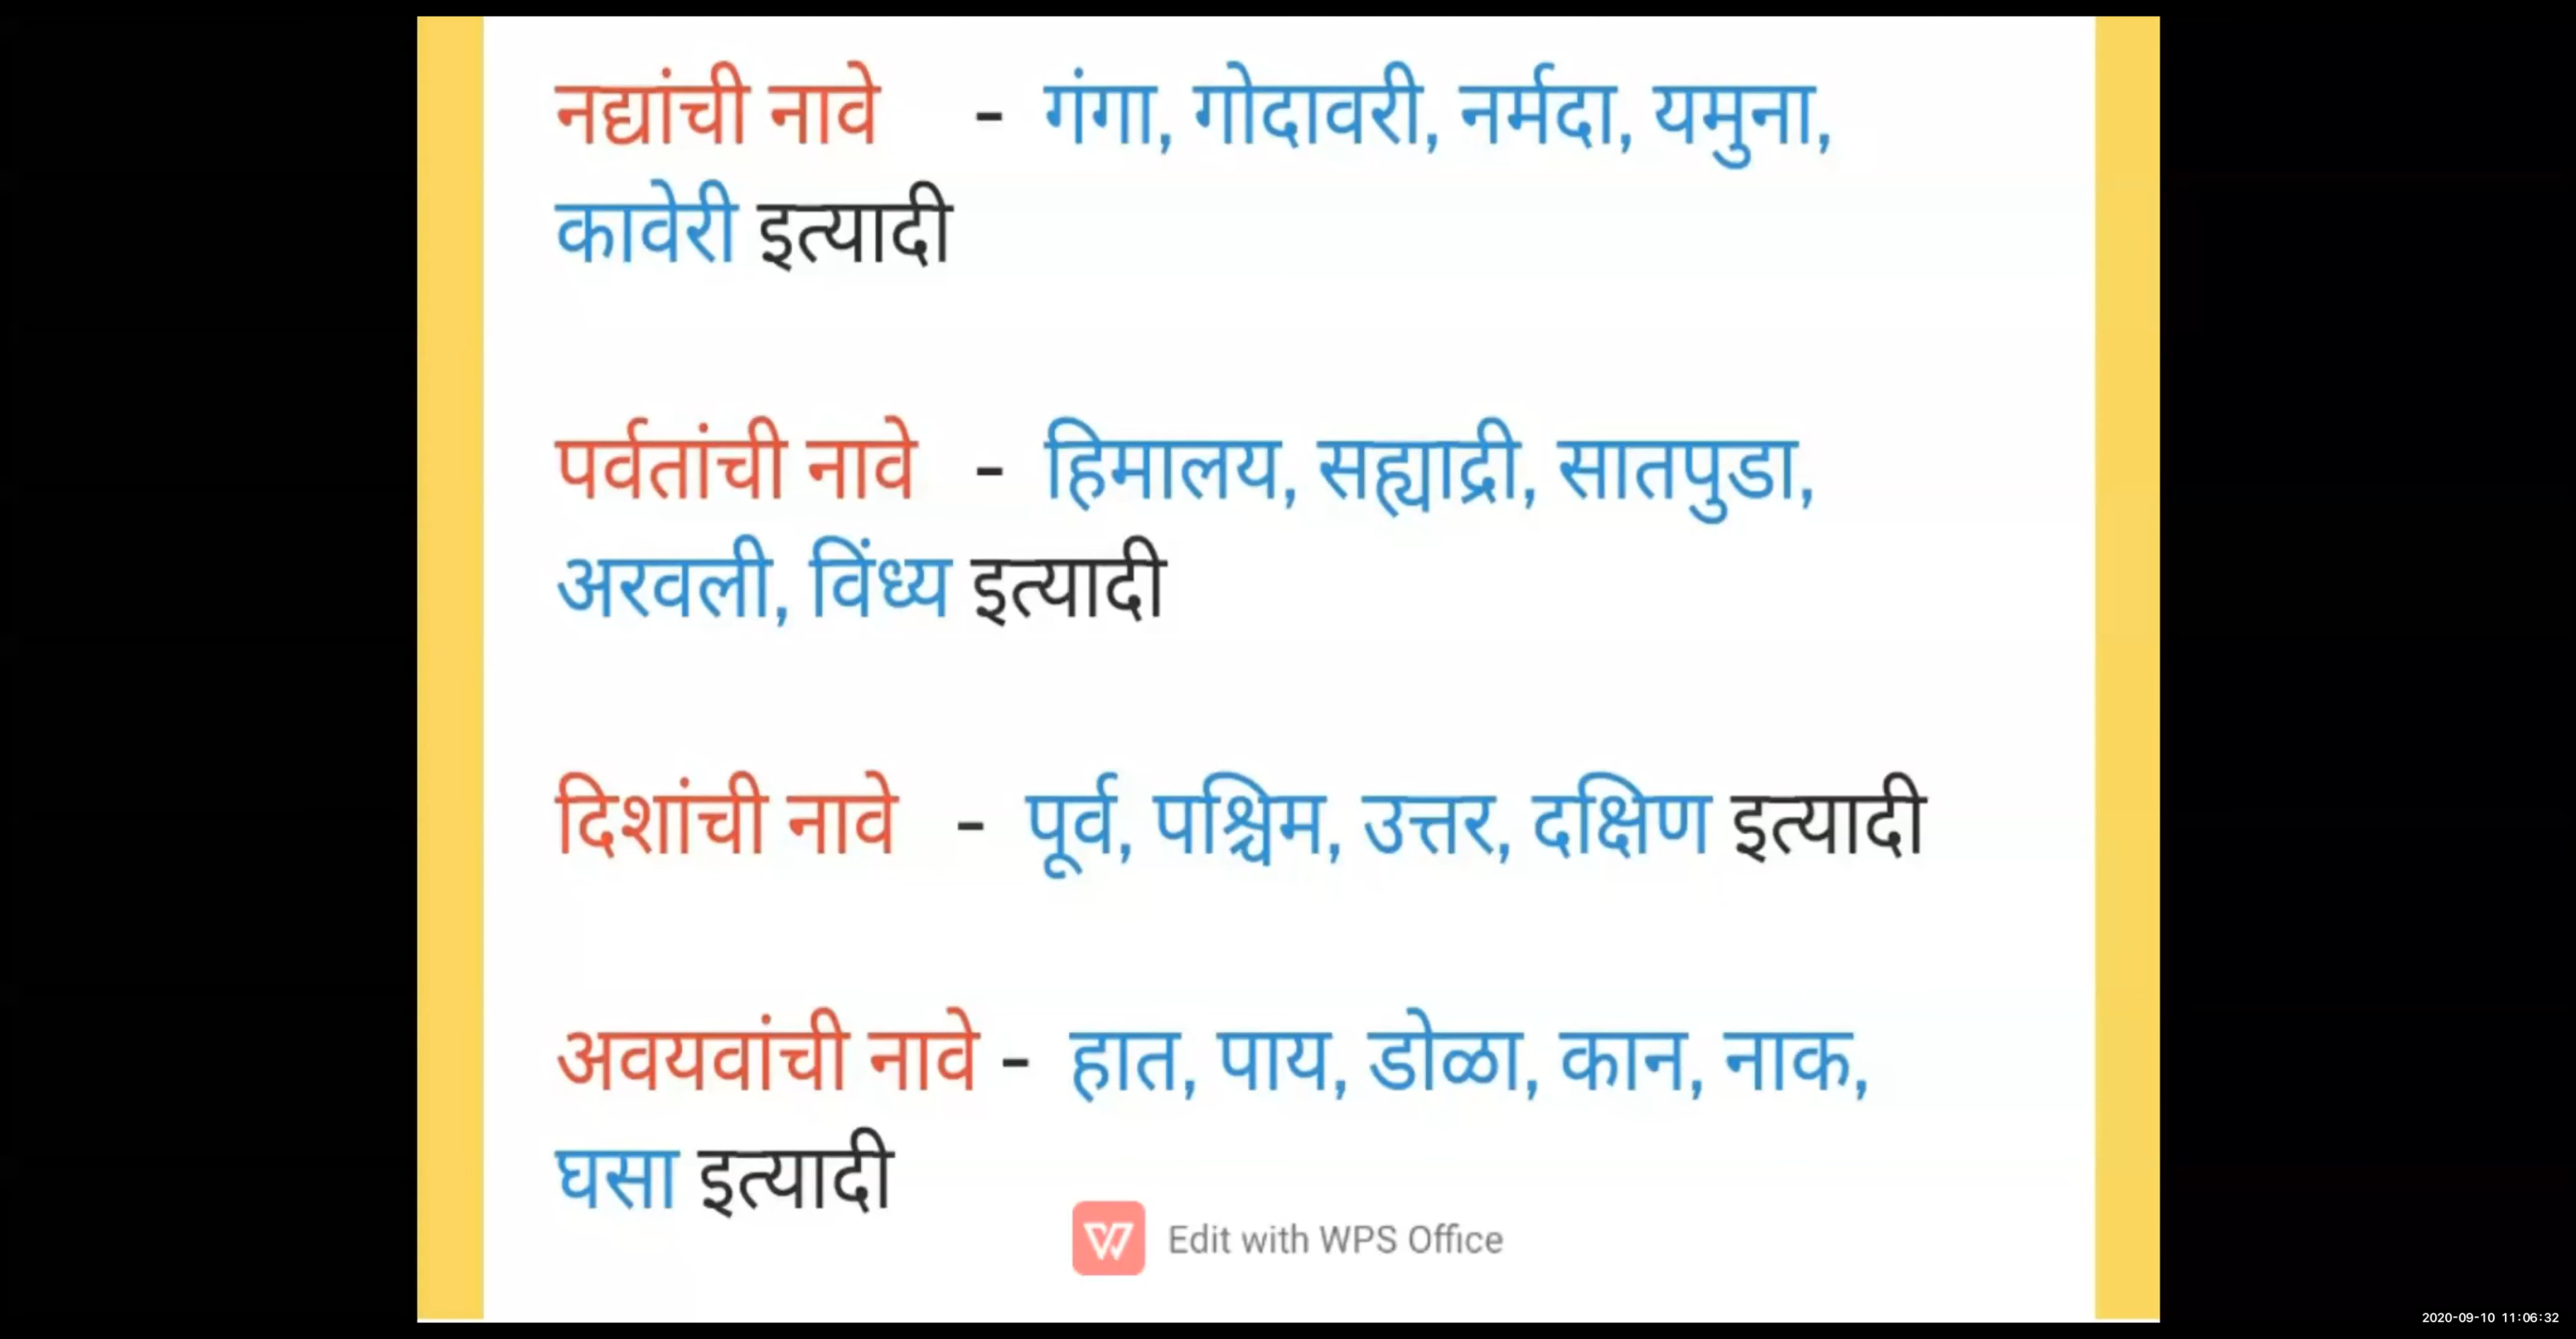 नद्यांची नावे - गंगा, गोदावरी, नर्मदा, यमुना,
कावेरी इत्यादी
पर्वतांची नावे - हिमालय, सह्याद्री, सातपुडा,
अरवली, विंध्य इत्यादी
दिशांची नावे - पूर्व, पश्चिम, उत्तर, दक्षिण इत्यादी
अवयवांची नावे - हात, पाय, डोळा, कान, नाक,
घसा इत्यादी
Edit with WPS Office
2020-09-10 11:06:32